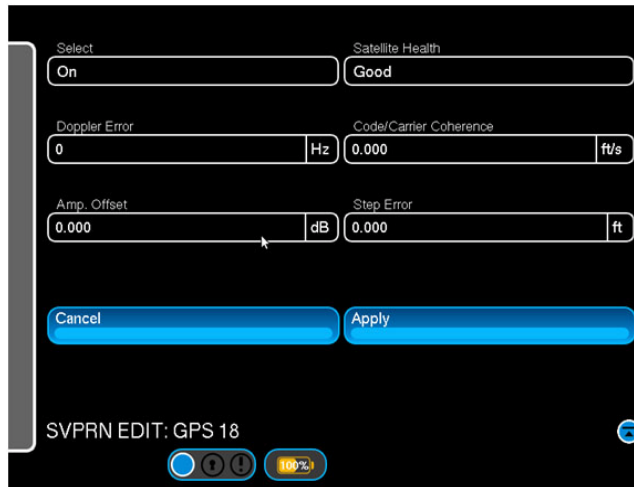 Select Satellite Health
On Good
Doppler Error Code/Carrier Coherence
0 Hz 0.000 ft/s
Amp. Offset Step Error
0.000 dB 0.000 ft
Cancel Apply
SVPRN EDIT: GPS 18
100%